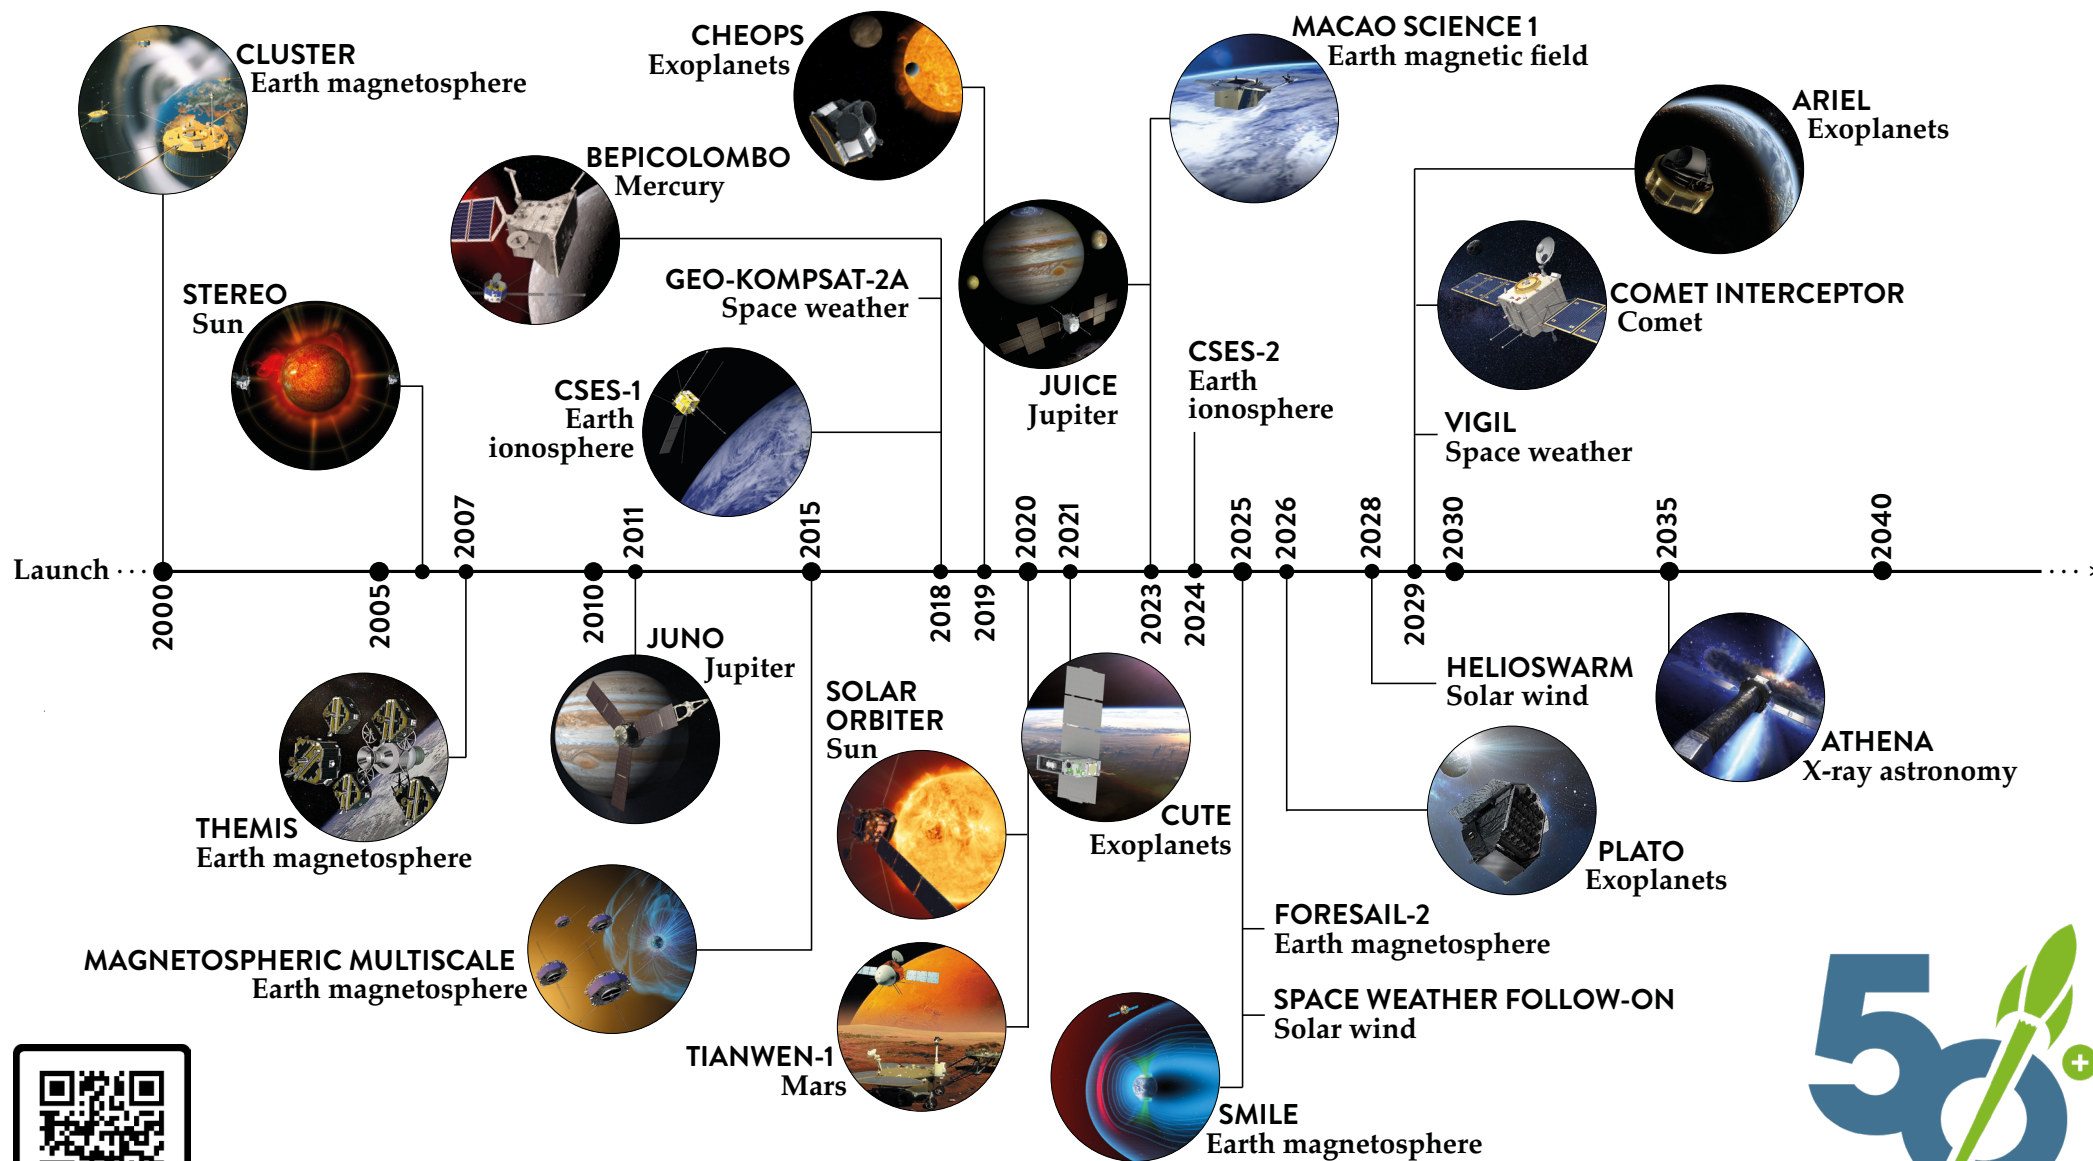 CLUSTER
Earth magnetosphere
CHEOPS
Exoplanets
MACAO SCIENCE 1
Earth magnetic field
ARIEL
Exoplanets
BEPICOLOMBO
Mercury
STEREO
Sun
GEO-KOMPSAT-2A
Space weather
COMET INTERCEPTOR
Comet
CSES-1
Earth
ionosphere
JUICE
Jupiter
CSES-2
Earth
ionosphere
VIGIL
Space weather
Launch ···
2000
2005
2007
2010
2011
2015
2018
2019
2020
2021
2023
2024
2025
2026
2028
2029
2030
2035
2040
JUNO
Jupiter
SOLAR
ORBITER
Sun
HELIOSWARM
Solar wind
ATHENA
X-ray astronomy
THEMIS
Earth magnetosphere
CUTE
Exoplanets
PLATO
Exoplanets
MAGNETOSPHERIC MULTISCALE
Earth magnetosphere
FORESAIL-2
Earth magnetosphere
SPACE WEATHER FOLLOW-ON
Solar wind
TIANWEN-1
Mars
SMILE
Earth magnetosphere
50
+